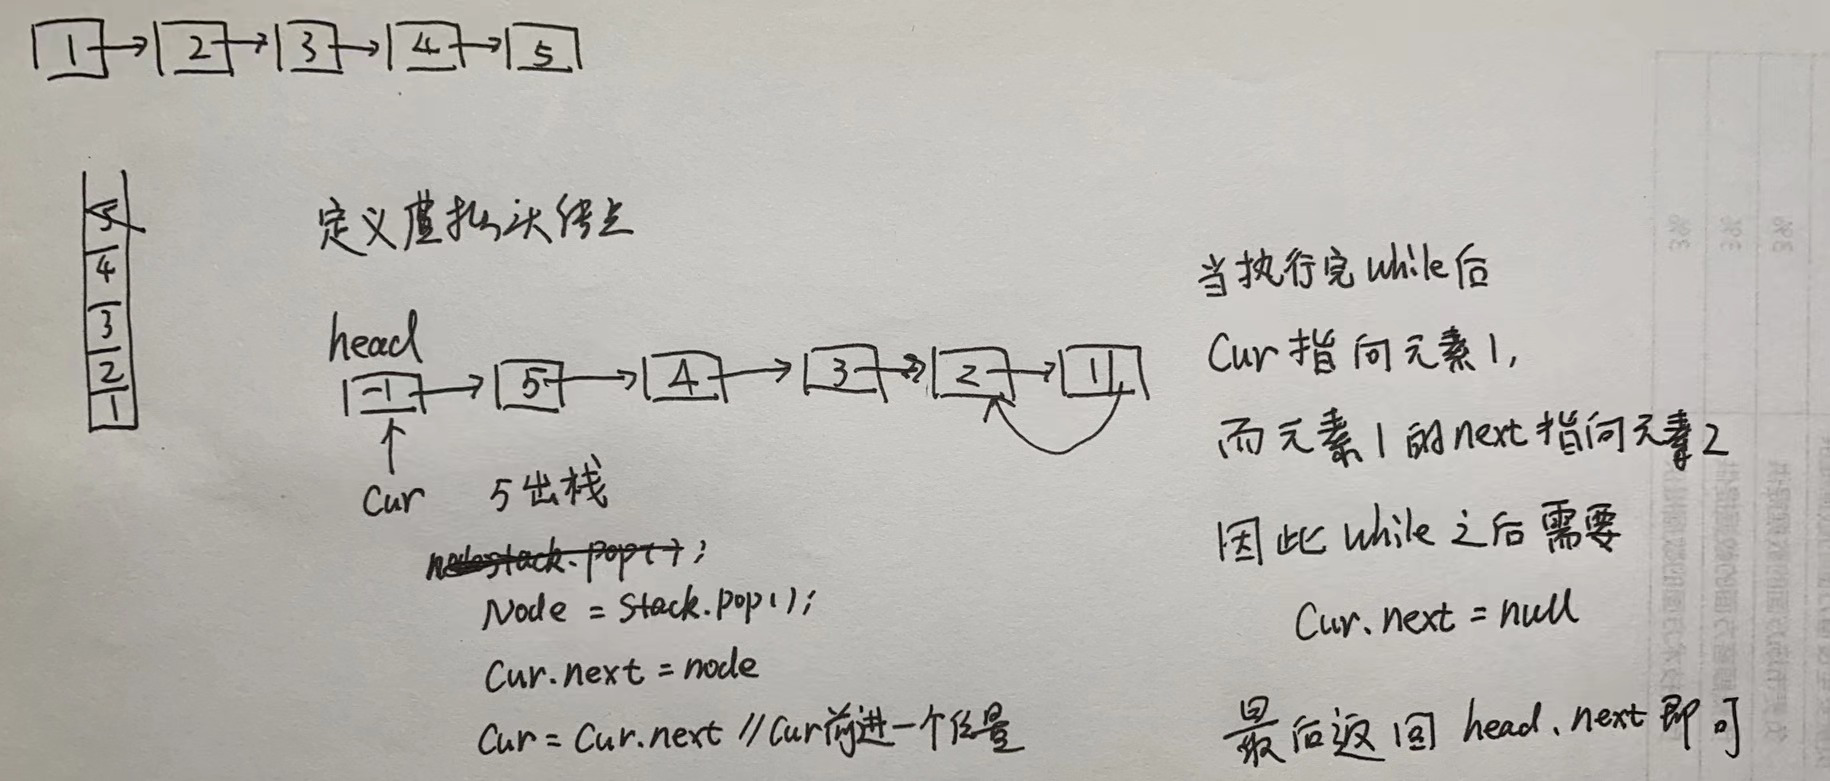 1 → 2 → 3 → 4 → 5
5
4
3
2
1
定义虚拟头结点
head
-1 → 5 → 4 → 3 → 2 → 1
cur
5出栈
Node = Stack.pop();
Cur.next = node
Cur = Cur.next //Cur前进一个位置
当执行完while后
Cur指向元素1,
而元素1的next指向元素2
因此while之后需要
Cur.next = null
最后返回 head.next即可